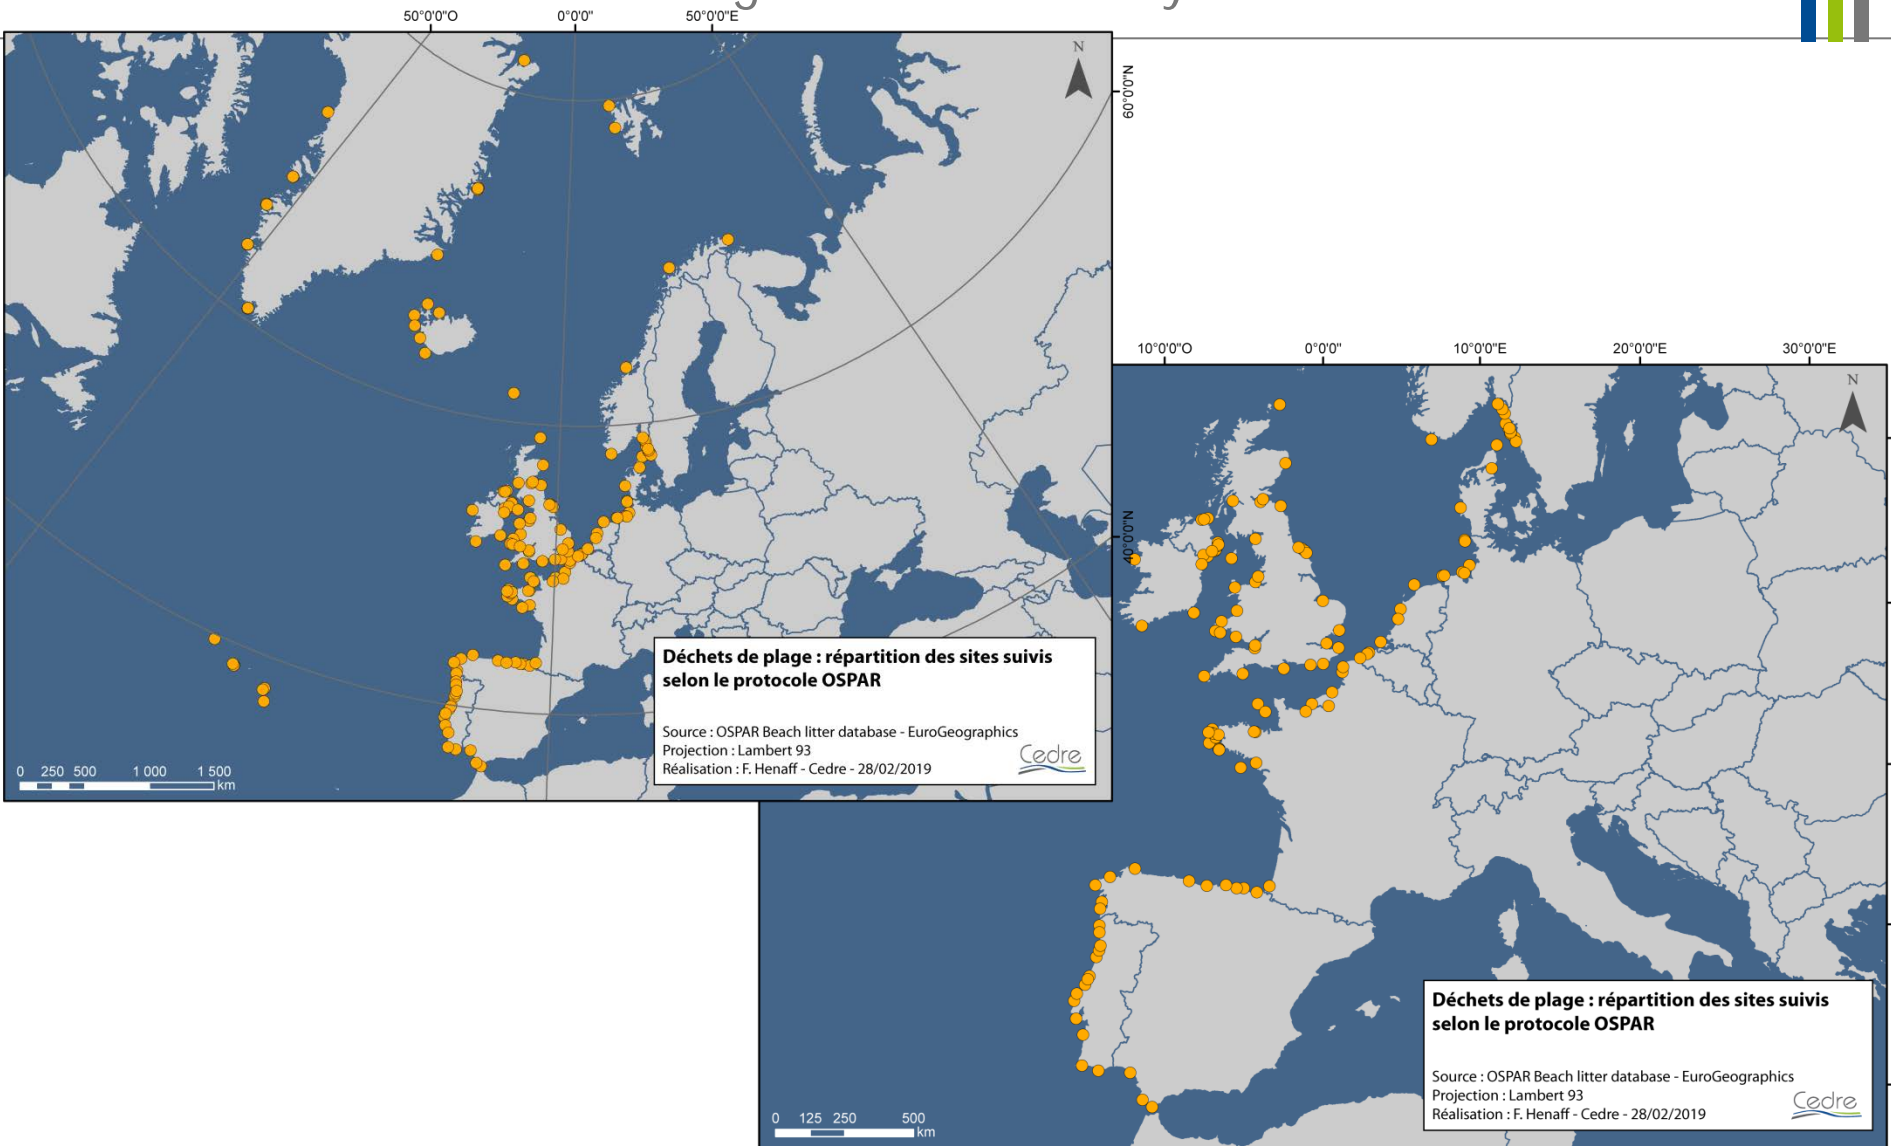 50°0'0"O 0°0'0" 50°0'0"E
N
60°0'0"N
40°0'0"N
Déchets de plage : répartition des sites suivis
selon le protocole OSPAR
Source : OSPAR Beach litter database - EuroGeographics
Projection : Lambert 93
Réalisation : F. Henaff - Cedre - 28/02/2019
Cedre
0 250 500 1 000 1 500
km
10°0'0"O 0°0'0" 10°0'0"E 20°0'0"E 30°0'0"E
N
Déchets de plage : répartition des sites suivis
selon le protocole OSPAR
Source : OSPAR Beach litter database - EuroGeographics
Projection : Lambert 93
Réalisation : F. Henaff - Cedre - 28/02/2019
Cedre
0 125 250 500
km